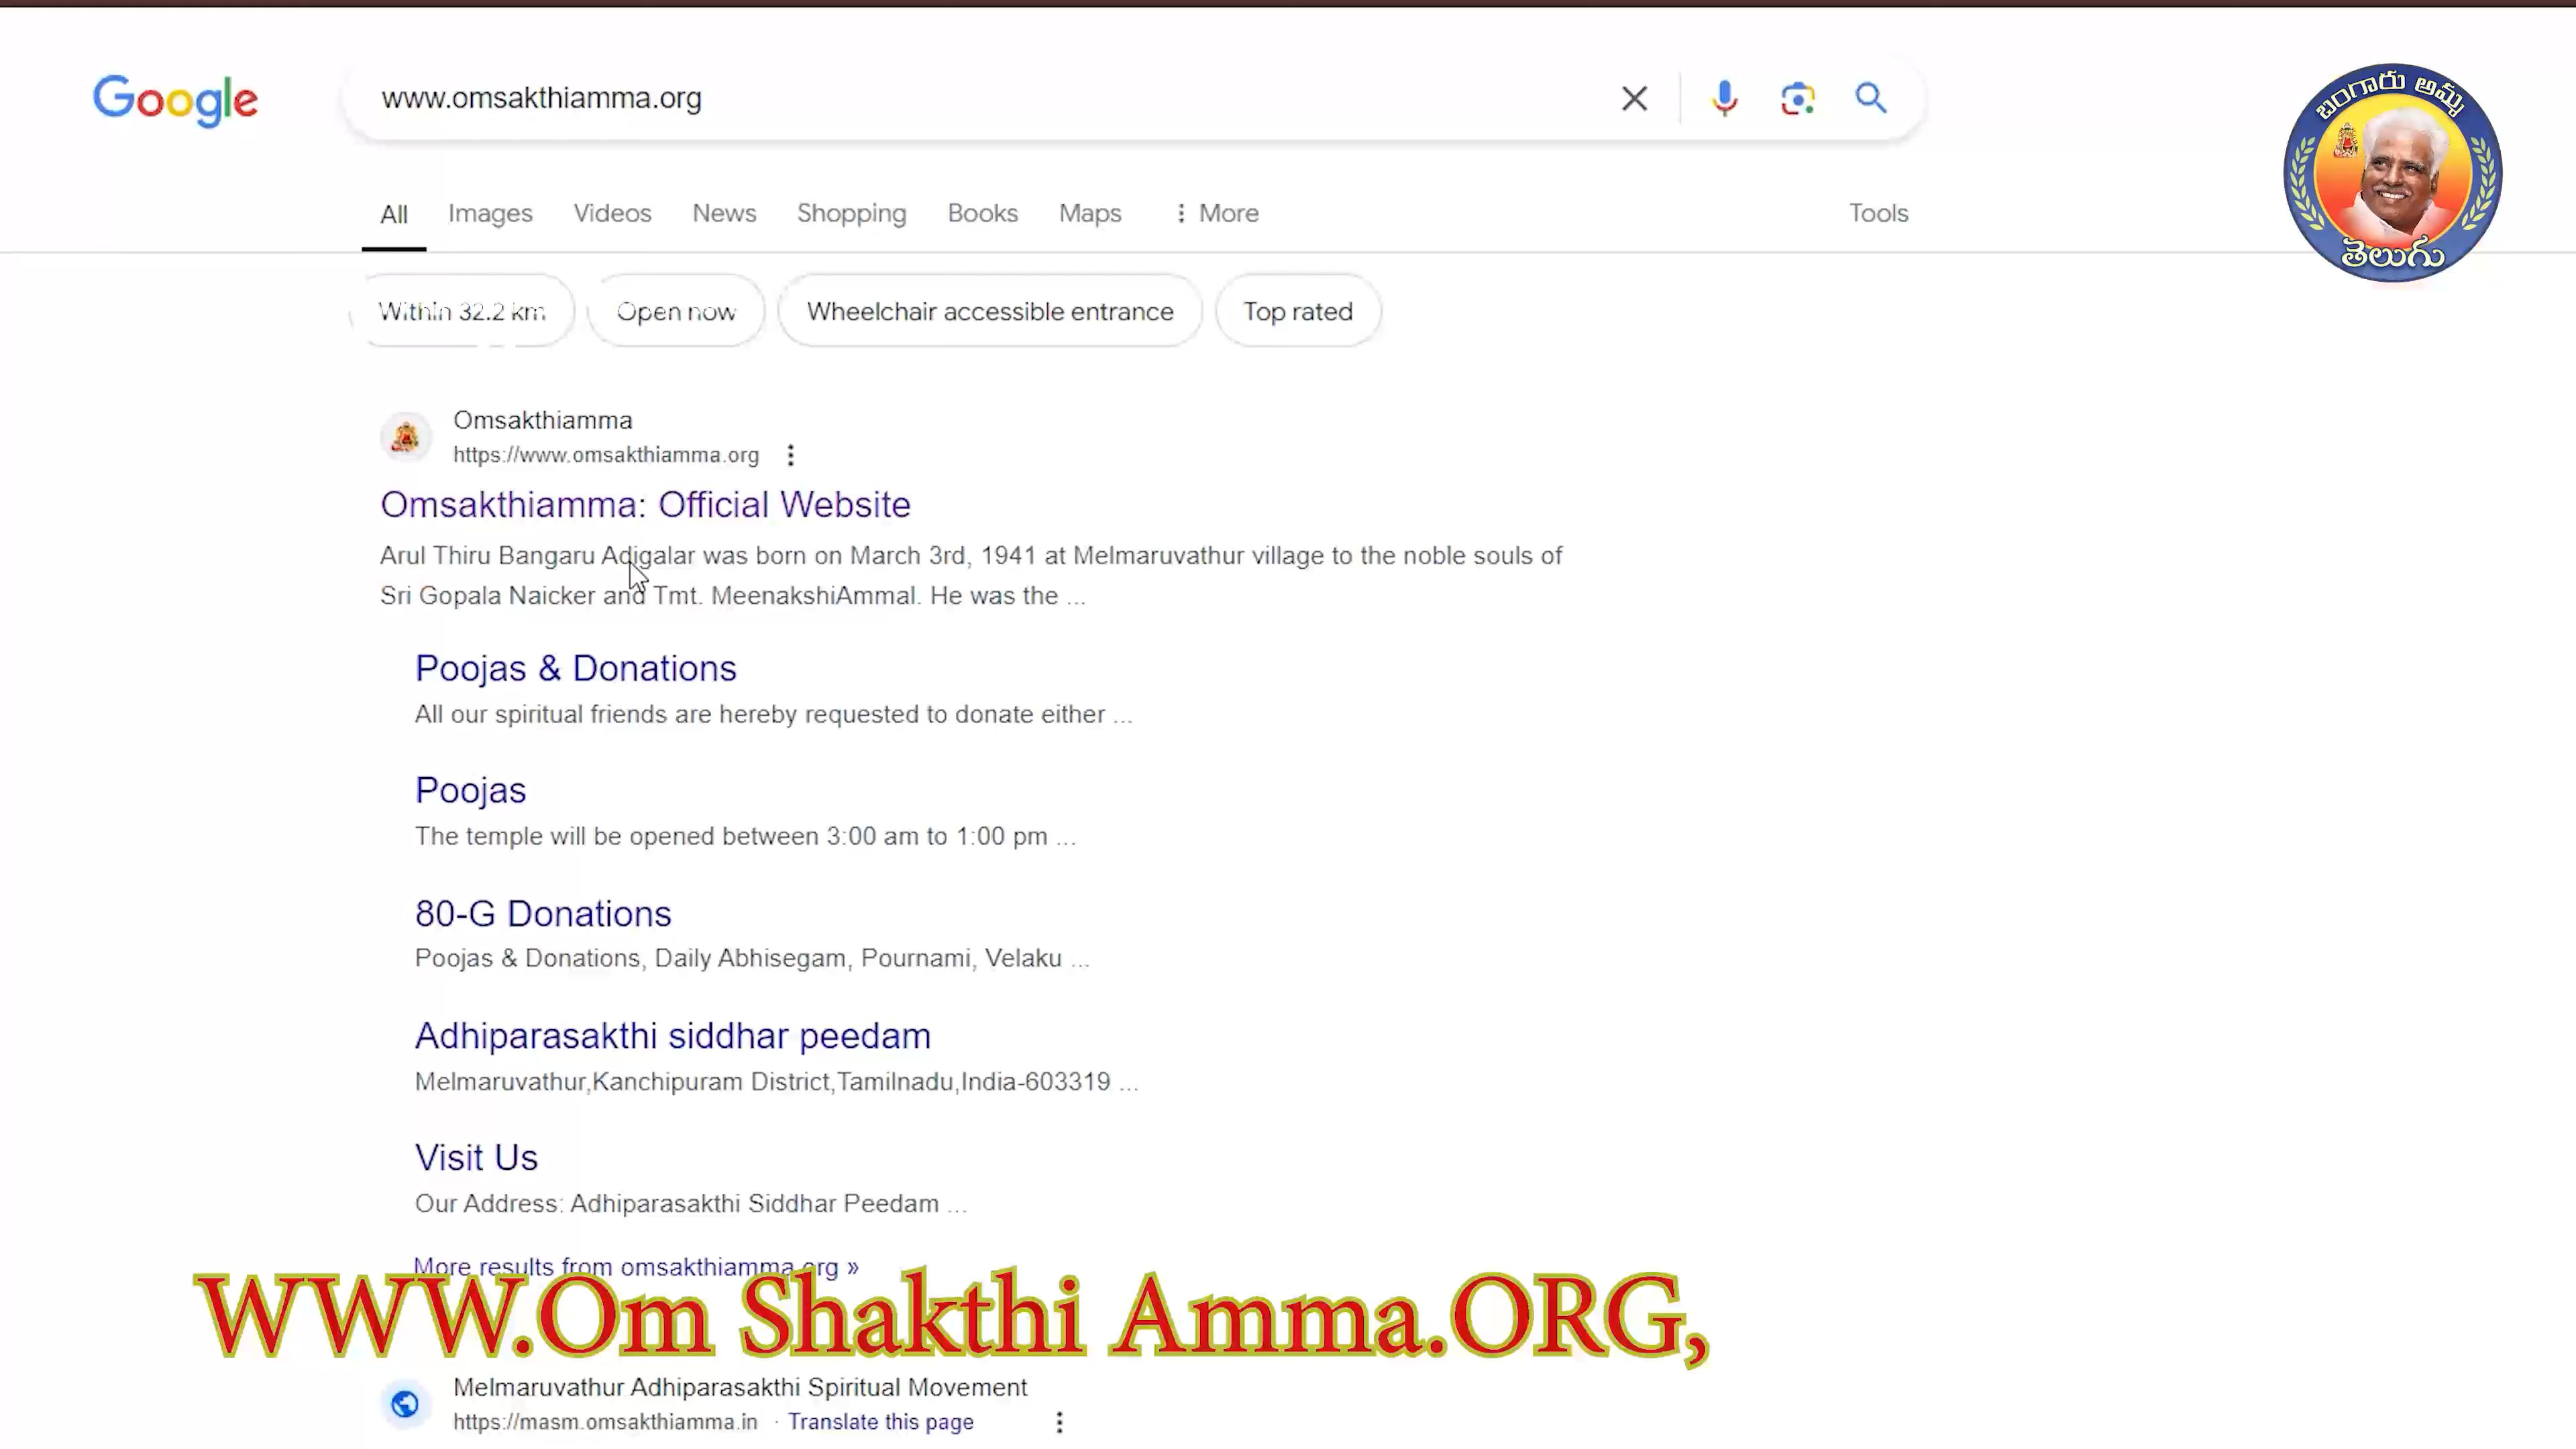 Google
www.omsakthiamma.org
All Images Videos News Shopping Books Maps More Tools
బంగారు అమ్మ
తెలుగు
Within 32.2 km Open now Wheelchair accessible entrance Top rated
Omsakthiamma
https://www.omsakthiamma.org
Omsakthiamma: Official Website
Arul Thiru Bangaru Adigalar was born on March 3rd, 1941 at Melmaruvathur village to the noble souls of
Sri Gopala Naicker and Tmt. MeenakshiAmmal. He was the ...
Poojas & Donations
All our spiritual friends are hereby requested to donate either ...
Poojas
The temple will be opened between 3:00 am to 1:00 pm ...
80-G Donations
Poojas & Donations, Daily Abhisegam, Pournami, Velaku ...
Adhiparasakthi siddhar peedam
Melmaruvathur,Kanchipuram District,Tamilnadu,India-603319 ...
Visit Us
Our Address: Adhiparasakthi Siddhar Peedam ...
More results from omsakthiamma.org »
WWW.Om Shakthi Amma.ORG,
Melmaruvathur Adhiparasakthi Spiritual Movement
https://masm.omsakthiamma.in · Translate this page